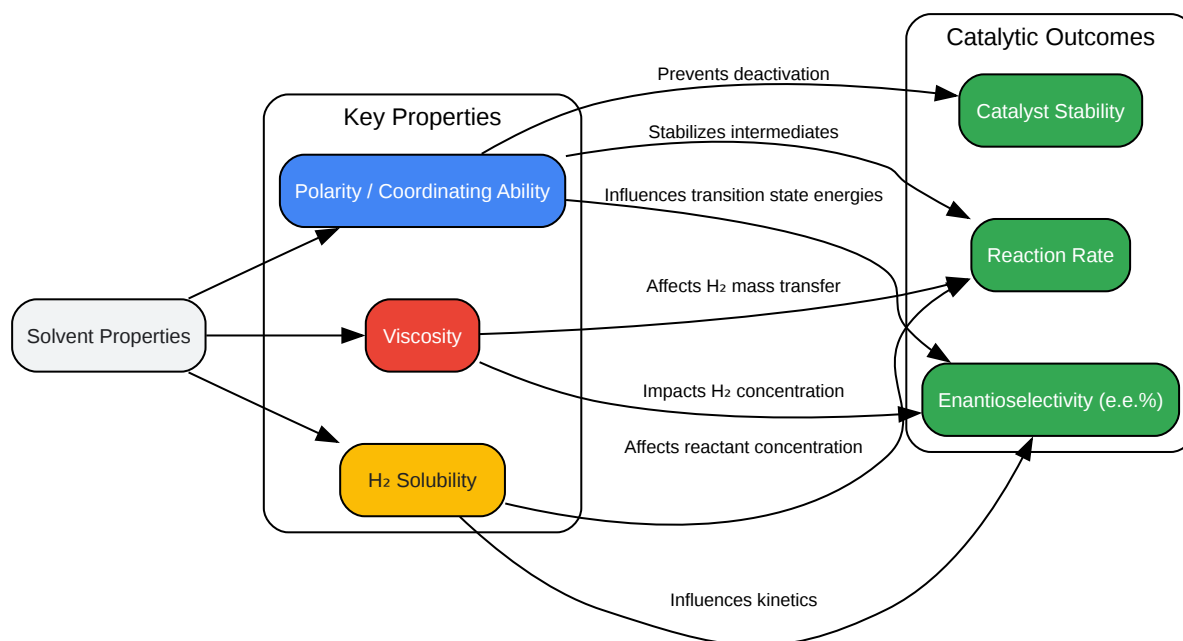 Catalytic Outcomes
Prevents deactivation
Catalyst Stability
Key Properties
Stabilizes intermediates
Polarity / Coordinating Ability
Influences transition state energies
Reaction Rate
Affects H₂ mass transfer
Solvent Properties
Viscosity
Impacts H₂ concentration
Enantioselectivity (e.e.%)
Affects reactant concentration
H₂ Solubility
Influences kinetics